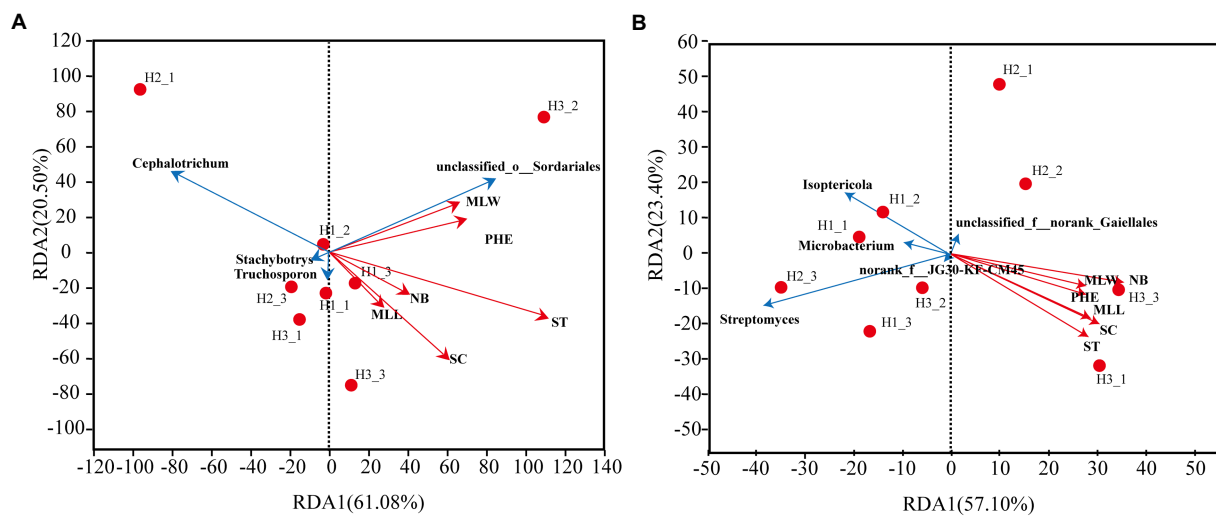 A
120
100
80
60
40
20
0
-20
-40
-60
-80
-100
RDA2(20.50%)
H2_1
H3_2
Cephalotrichum
unclassified_o__Sordariales
MLW
PHE
H1_2
Stachybotrys
Truchosporon
H1_3
H2_3
H1_1
NB
MLL
ST
H3_1
SC
H3_3
-120 -100 -80 -60 -40 -20 0 20 40 60 80 100 120 140
RDA1(61.08%)
B
60
50
40
30
20
10
0
-10
-20
-30
-40
-50
RDA2(23.40%)
H2_1
H2_2
Isoptericola
H1_2
unclassified_f__norank_Gaiellales
H1_1
Microbacterium
norank_f__JG30-KF-CM45
MLW NB
H2_3
PHE
H3_3
H3_2
MLL
Streptomyces
H1_3
SC
ST
H3_1
-50 -40 -30 -20 -10 0 10 20 30 40 50
RDA1(57.10%)